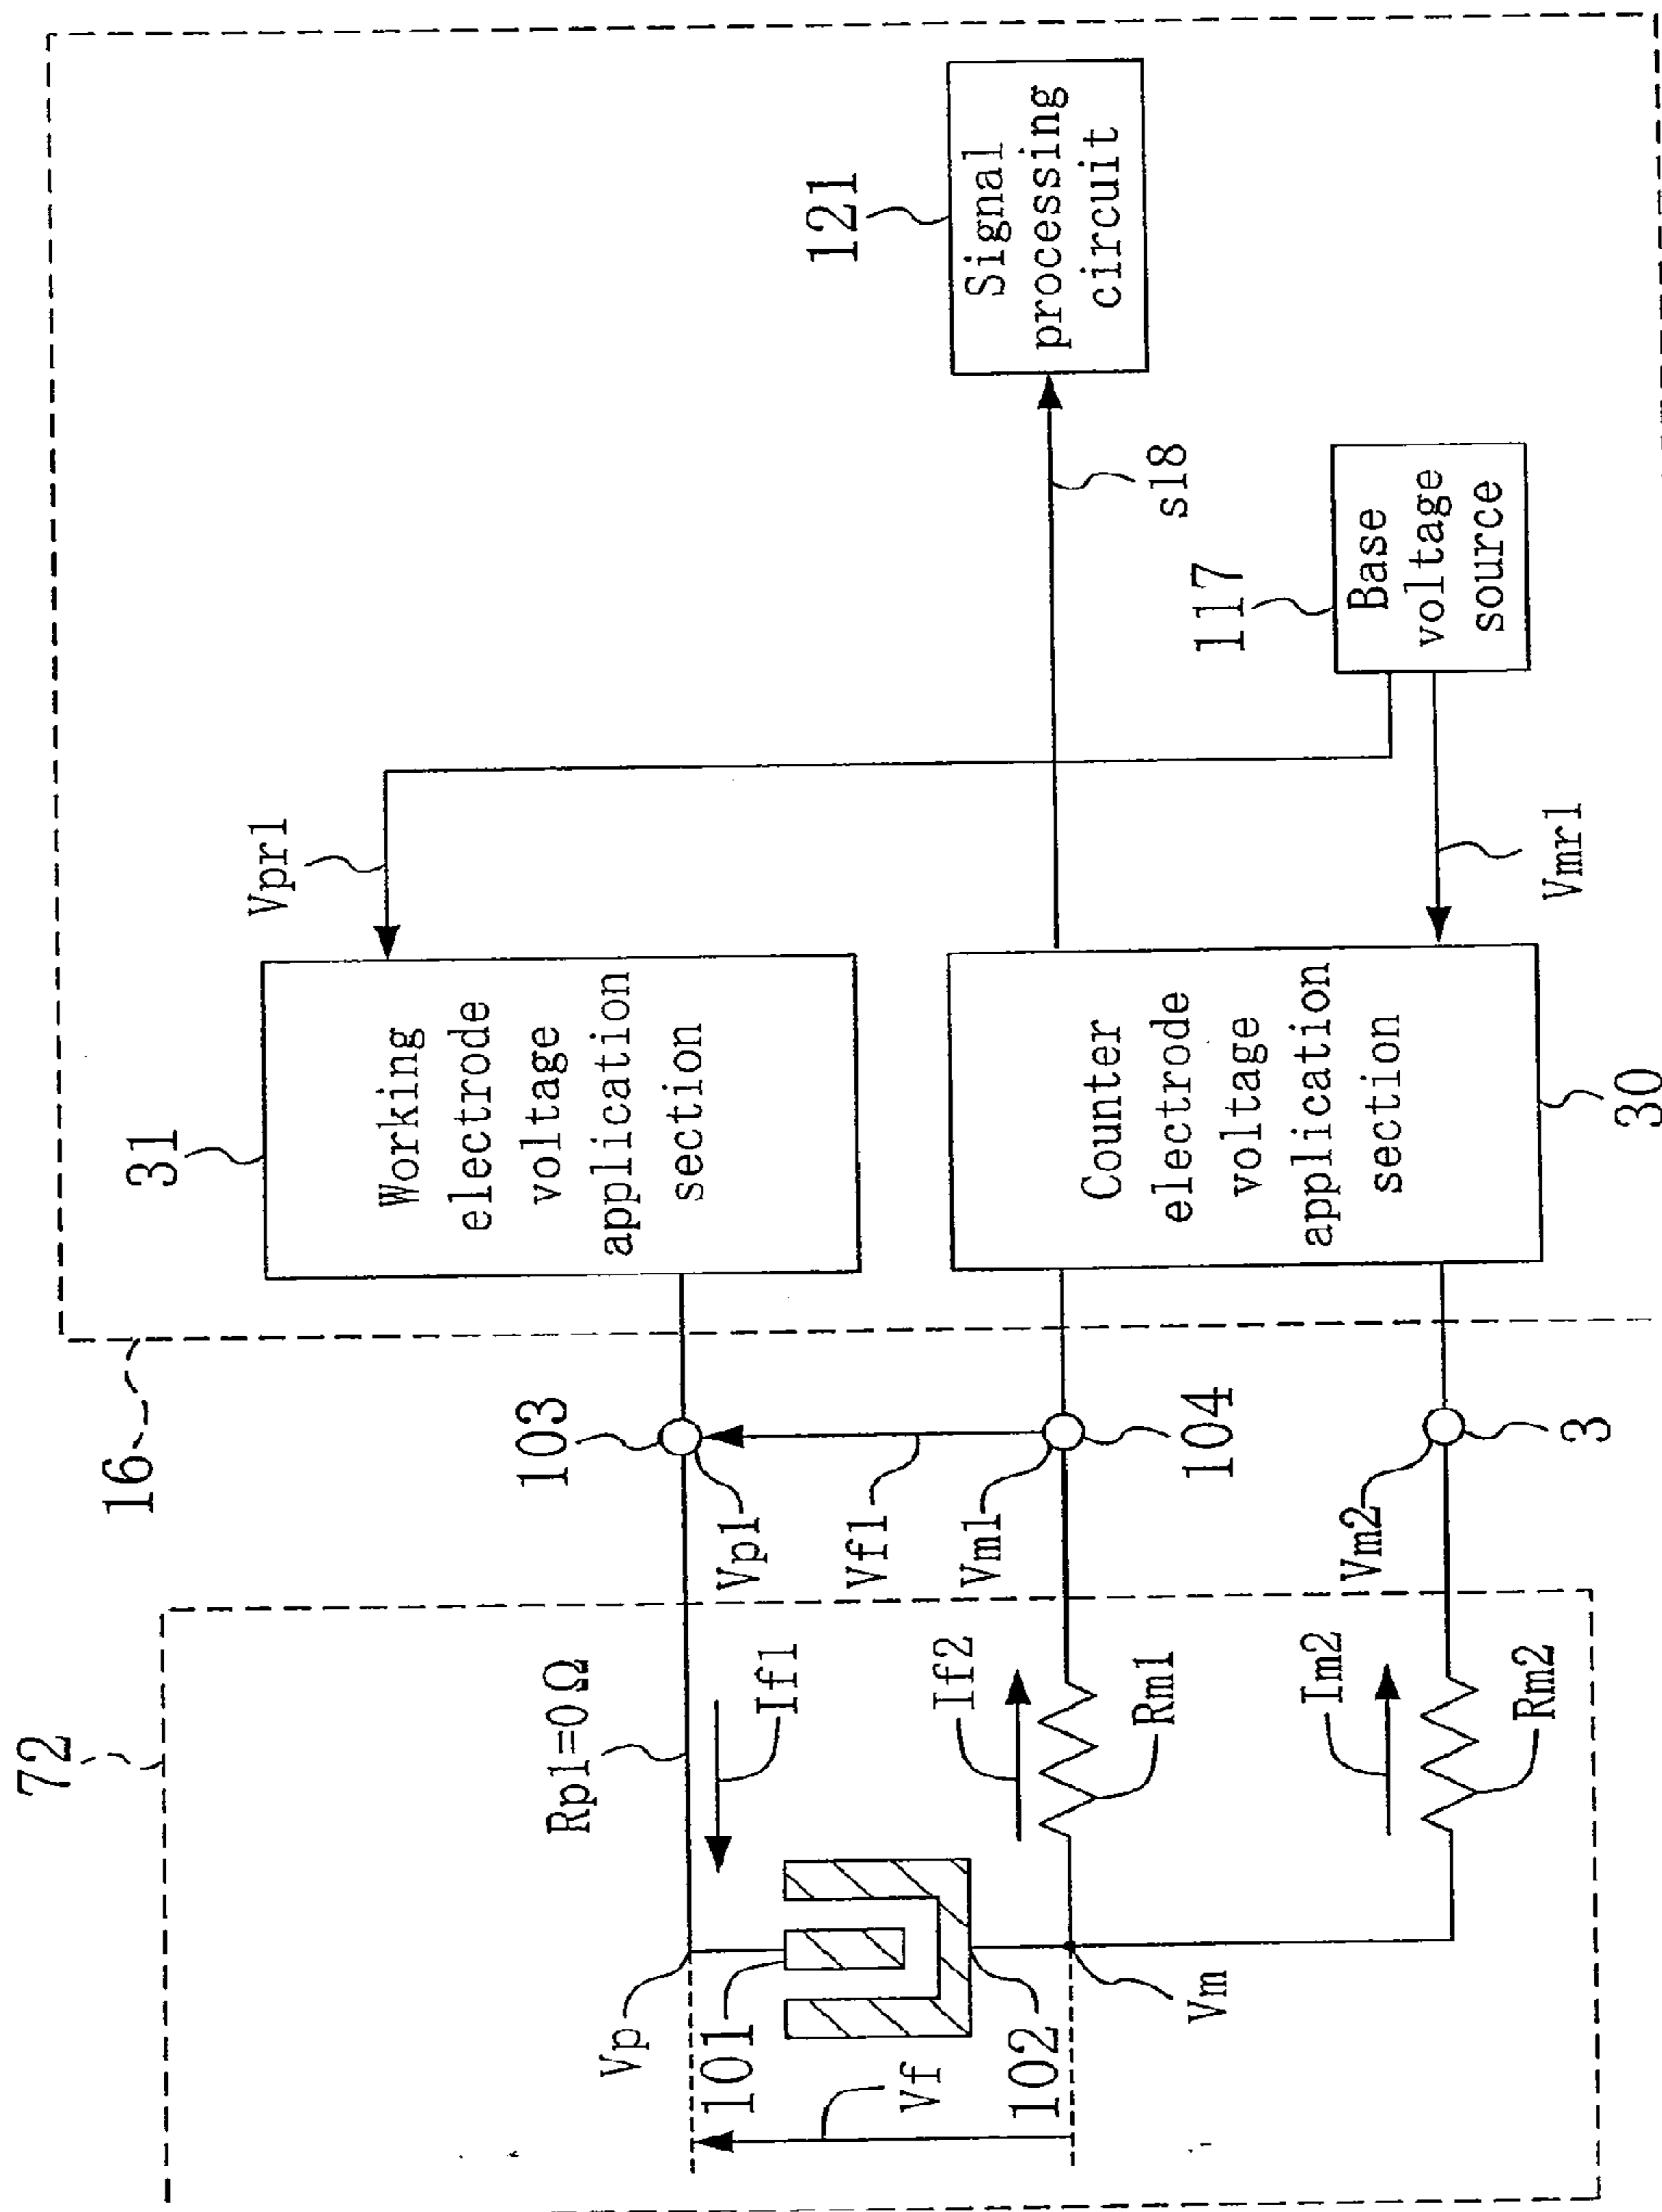 72
16
31
Working
electrode
voltage
application
section
Vpr1
121
Signal
processing
circuit
s18
117
Base
voltage
source
Vmr1
Counter
electrode
voltage
application
section
30
103
Vp1
Vf1
Vm1
104
Vm2
3
Rp1=0Ω
If1
If2
Rm1
Im2
Rm2
Vp
101
Vf
102
Vm